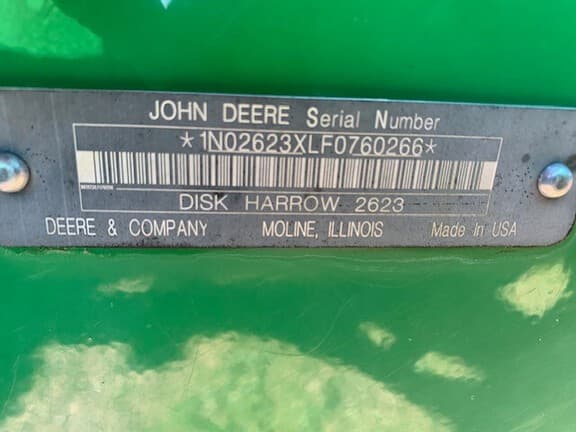 JOHN DEERE Serial Number
*1N02623XLF0760266*
DISK HARROW 2623
DEERE & COMPANY MOLINE, ILLINOIS Made In USA